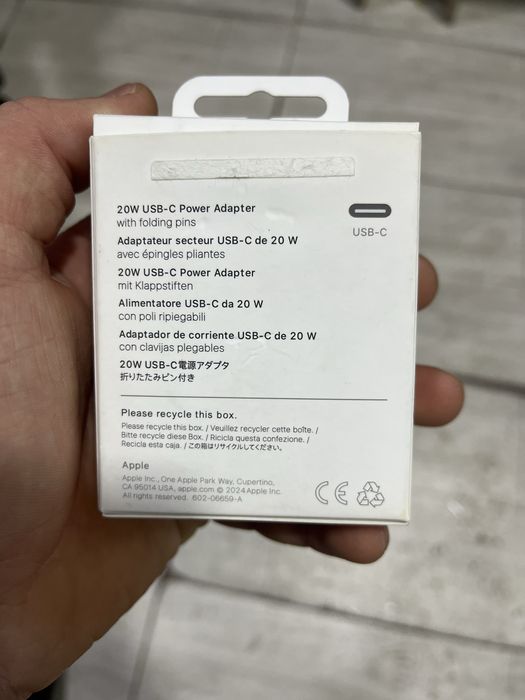 20W USB-C Power Adapter
with folding pins
USB-C
Adaptateur secteur USB-C de 20 W
avec épingles pliantes
20W USB-C Power Adapter
mit Klappstiften
Alimentatore USB-C da 20 W
con poli ripiegabili
Adaptador de corriente USB-C de 20 W
con clavijas plegables
20W USB-C電源アダプタ
折りたたみピン付き
Please recycle this box.
Please recycle this box. / Veuillez recycler cette boîte. /
Bitte recycle diese Box. / Ricicla questa confezione. /
Recicla esta caja. / この箱はリサイクルしてください。
Apple
Apple Inc., One Apple Park Way, Cupertino,
CA 95014 USA, apple.com © 2024 Apple Inc.
All rights reserved. 602-06659-A
CE